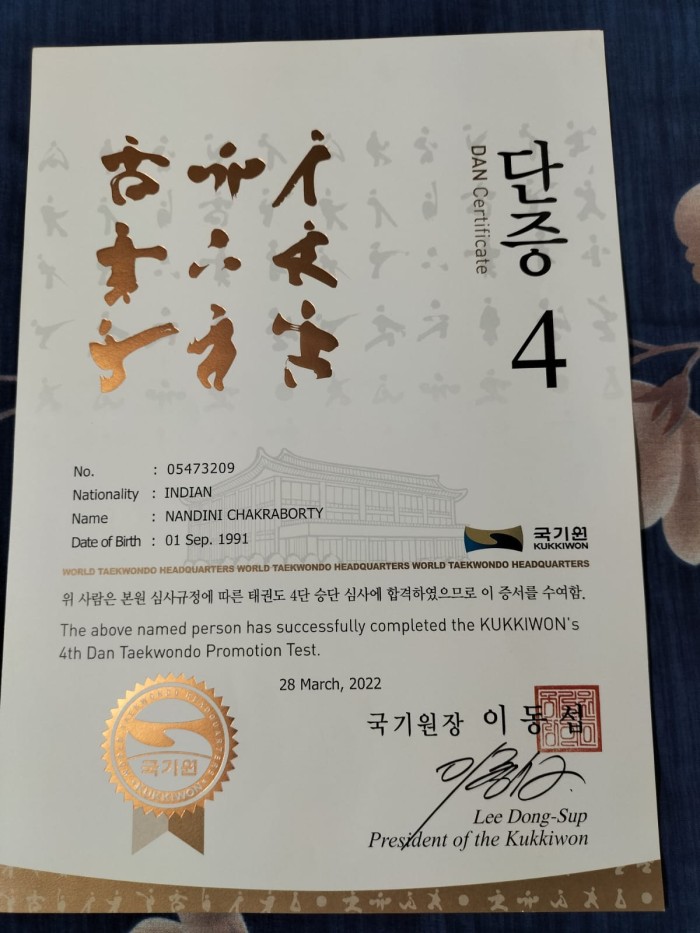 단증
DAN Certificate
4
No. : 05473209
Nationality : INDIAN
Name : NANDINI CHAKRABORTY
Date of Birth : 01 Sep. 1991
국기원
KUKKIWON
WORLD TAEKWONDO HEADQUARTERS WORLD TAEKWONDO HEADQUARTERS WORLD TAEKWONDO HEADQUARTERS
위 사람은 본원 심사규정에 따른 태권도 4단 승단 심사에 합격하였으므로 이 증서를 수여함.
The above named person has successfully completed the KUKKIWON's
4th Dan Taekwondo Promotion Test.
28 March, 2022
국기원장 이동섭
국기원
KUKKIWON
Lee Dong-Sup
President of the Kukkiwon